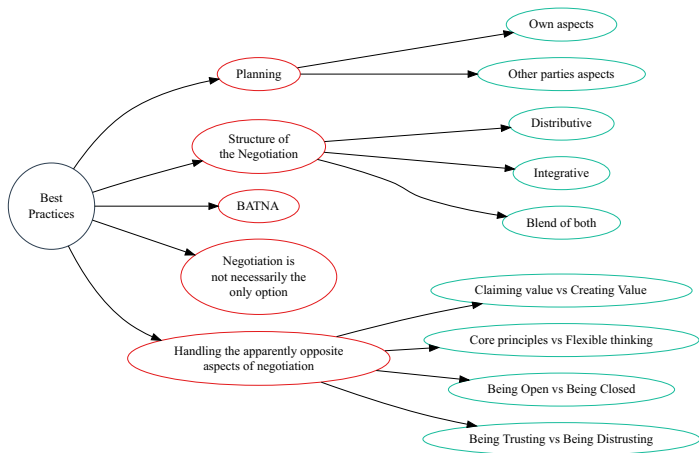 Own aspects
Planning
Other parties aspects
Structure of
the Negotiation
Distributive
Integrative
Blend of both
Best
Practices
BATNA
Negotiation is
not necessarily the
only option
Handling the apparently opposite
aspects of negotiation
Claiming value vs Creating Value
Core principles vs Flexible thinking
Being Open vs Being Closed
Being Trusting vs Being Distrusting